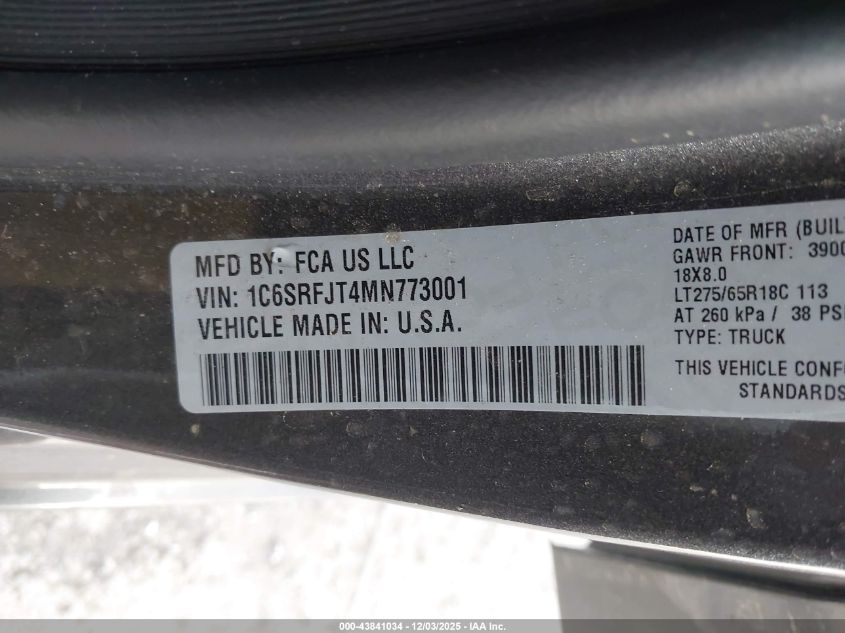 MFD BY: FCA US LLC
VIN: 1C6SRFJT4MN773001
VEHICLE MADE IN: U.S.A.
DATE OF MFR (BUIL
GAWR FRONT: 390
18X8.0
LT275/65R18C 113
AT 260 kPa / 38 PSI
TYPE: TRUCK
THIS VEHICLE CONF
STANDARDS
000-43841034 - 12/03/2025 - IAA Inc.